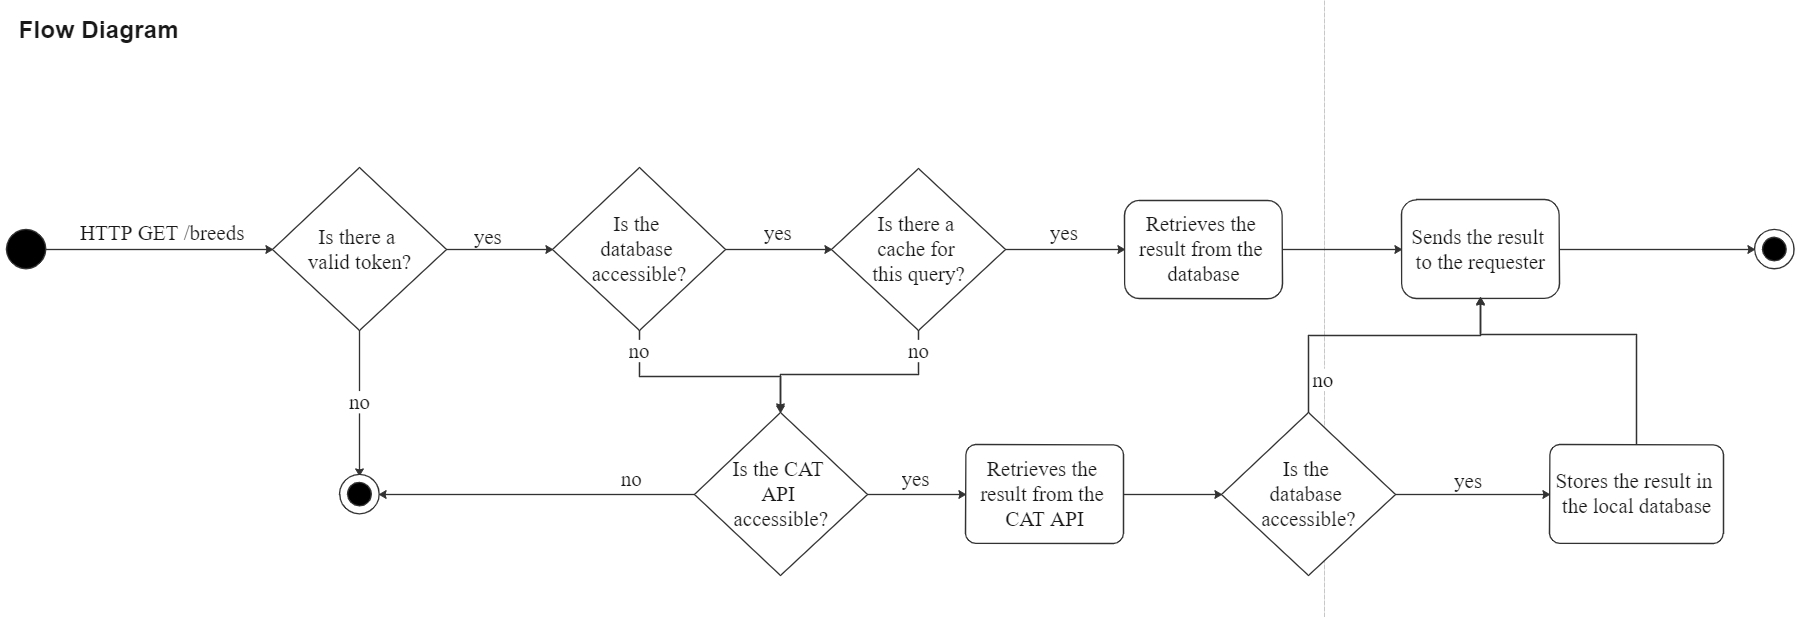 Flow Diagram
HTTP GET /breeds
Is there a
valid token?
yes
Is the
database
accessible?
yes
Is there a
cache for
this query?
yes
Retrieves the
result from the
database
Sends the result
to the requester
no
no
no
no
Is the CAT
API
accessible?
no
yes
Retrieves the
result from the
CAT API
Is the
database
accessible?
no
yes
Stores the result in
the local database